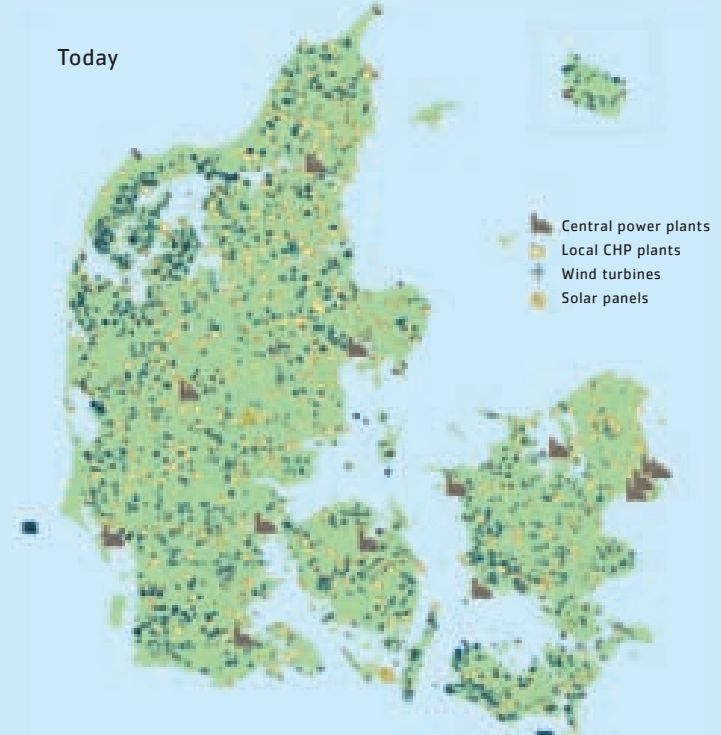 Today
Central power plants
Local CHP plants
Wind turbines
Solar panels